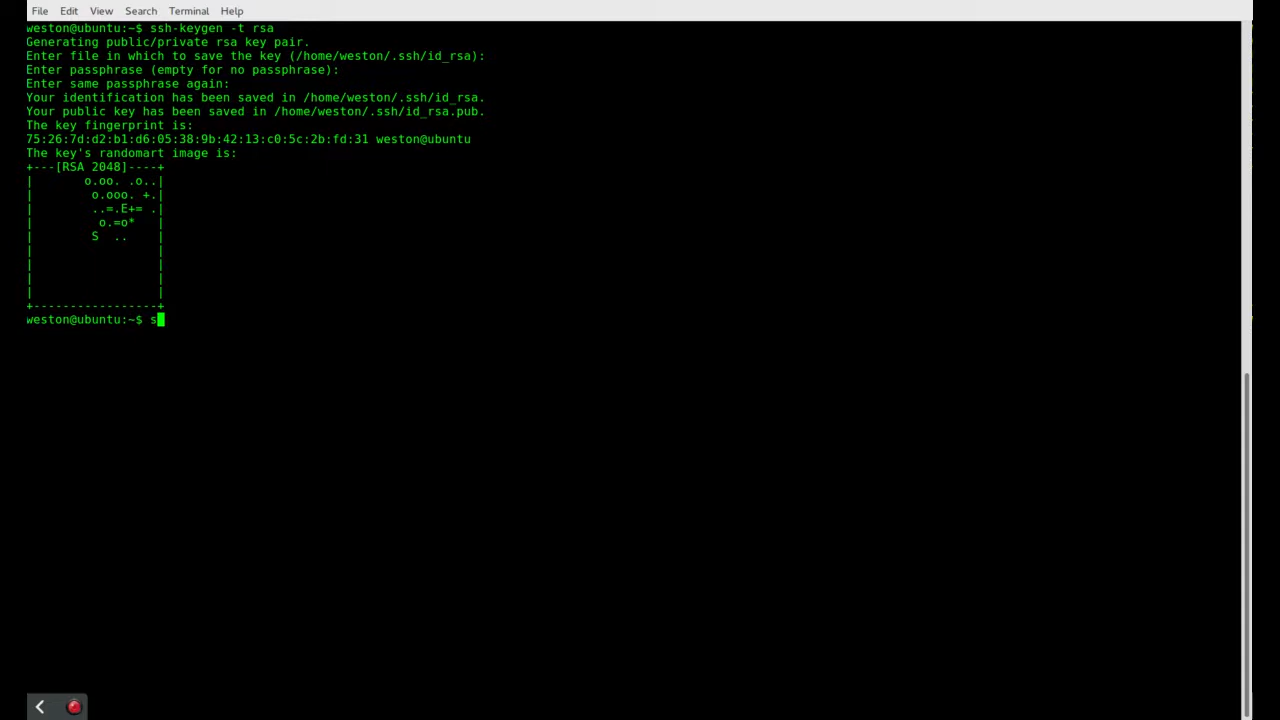 File Edit View Search Terminal Help
weston@ubuntu:~$ ssh-keygen -t rsa
Generating public/private rsa key pair.
Enter file in which to save the key (/home/weston/.ssh/id_rsa):
Enter passphrase (empty for no passphrase):
Enter same passphrase again:
Your identification has been saved in /home/weston/.ssh/id_rsa.
Your public key has been saved in /home/weston/.ssh/id_rsa.pub.
The key fingerprint is:
75:26:7d:d2:b1:d6:05:38:9b:42:13:c0:5c:2b:fd:31 weston@ubuntu
The key's randomart image is:
+---[RSA 2048]----+
|       o.oo. .o..|
|        o.ooo. +.|
|        ..=.E+= .|
|         o.=o*   |
|        S  ..    |
|                 |
|                 |
|                 |
|                 |
+-----------------+
weston@ubuntu:~$ s